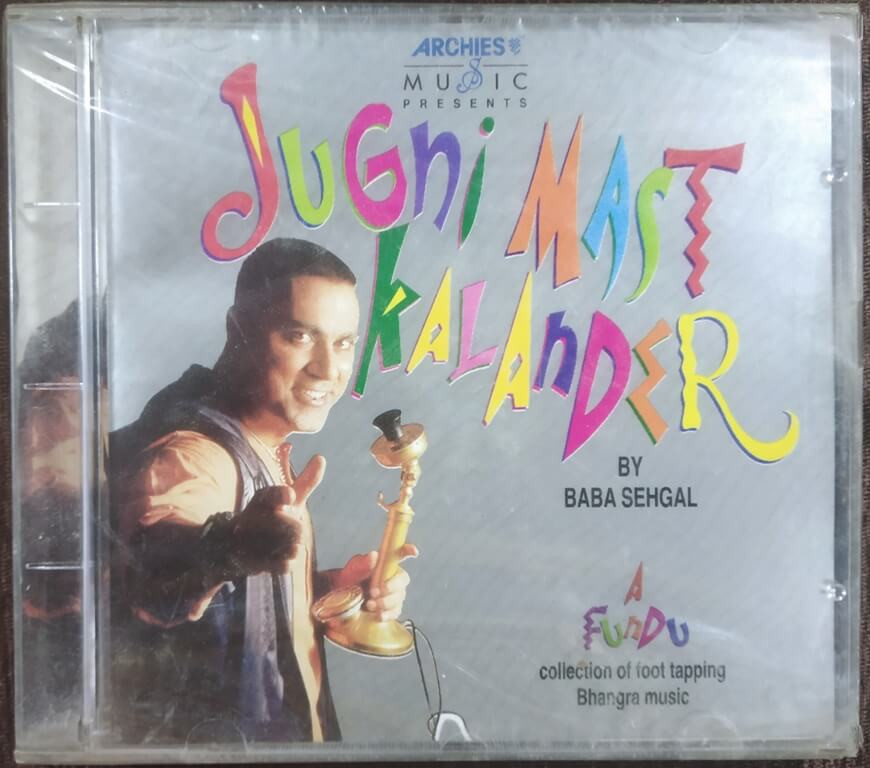 ARCHIES
MUSIC
PRESENTS
JUGNi MAST
KALANDER
BY
BABA SEHGAL
A
FUNDU
collection of foot tapping
Bhangra music